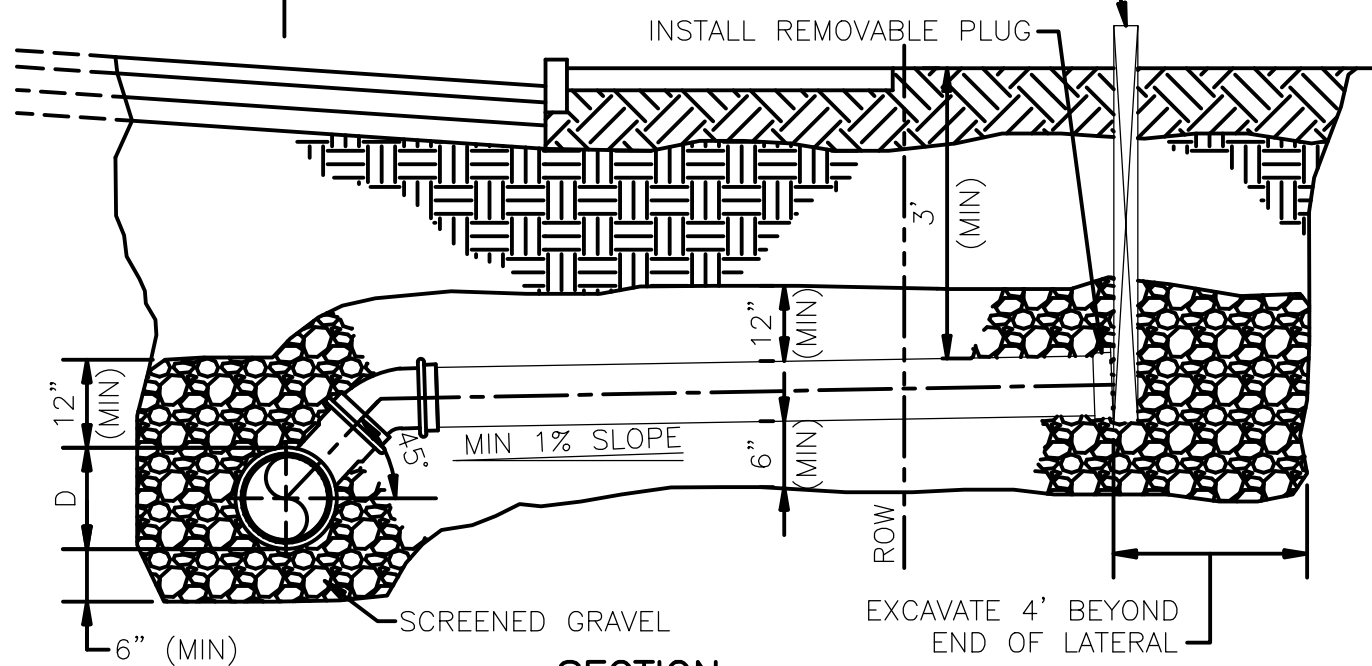 INSTALL REMOVABLE PLUG
3'
(MIN)
12"
(MIN)
12"
(MIN)
45°
MIN 1% SLOPE
6"
(MIN)
D
ROW
SCREENED GRAVEL
EXCAVATE 4' BEYOND
END OF LATERAL
6" (MIN)
SECTION